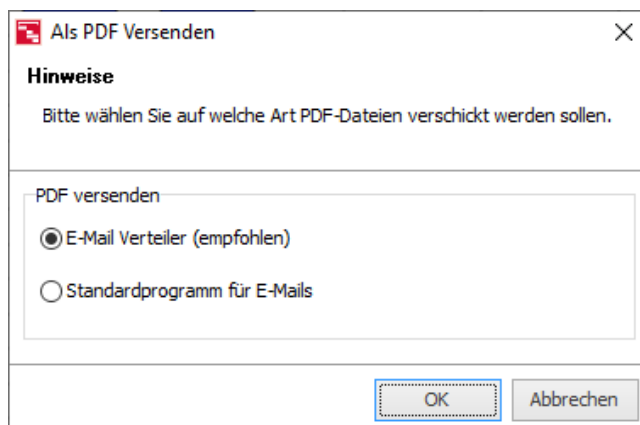 Als PDF Versenden
Hinweise
Bitte wählen Sie auf welche Art PDF-Dateien verschickt werden sollen.
PDF versenden
E-Mail Verteiler (empfohlen)
Standardprogramm für E-Mails
OK
Abbrechen